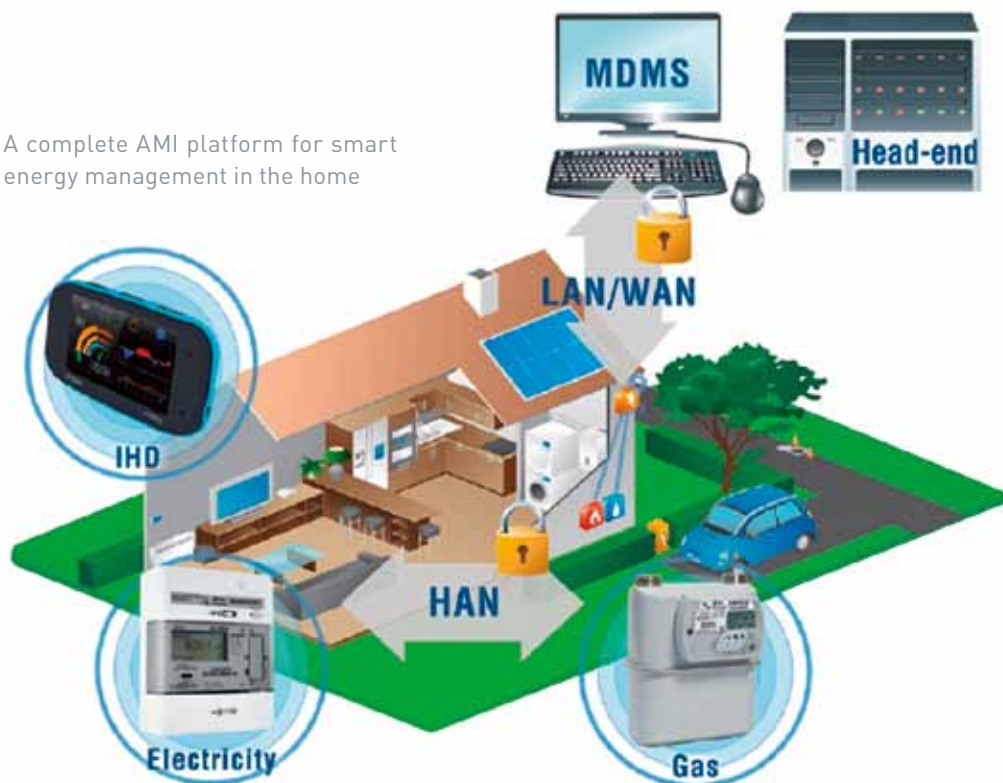 MDMS
Head-end
A complete AMI platform for smart
energy management in the home
LAN/WAN
IHD
HAN
Electricity
Gas